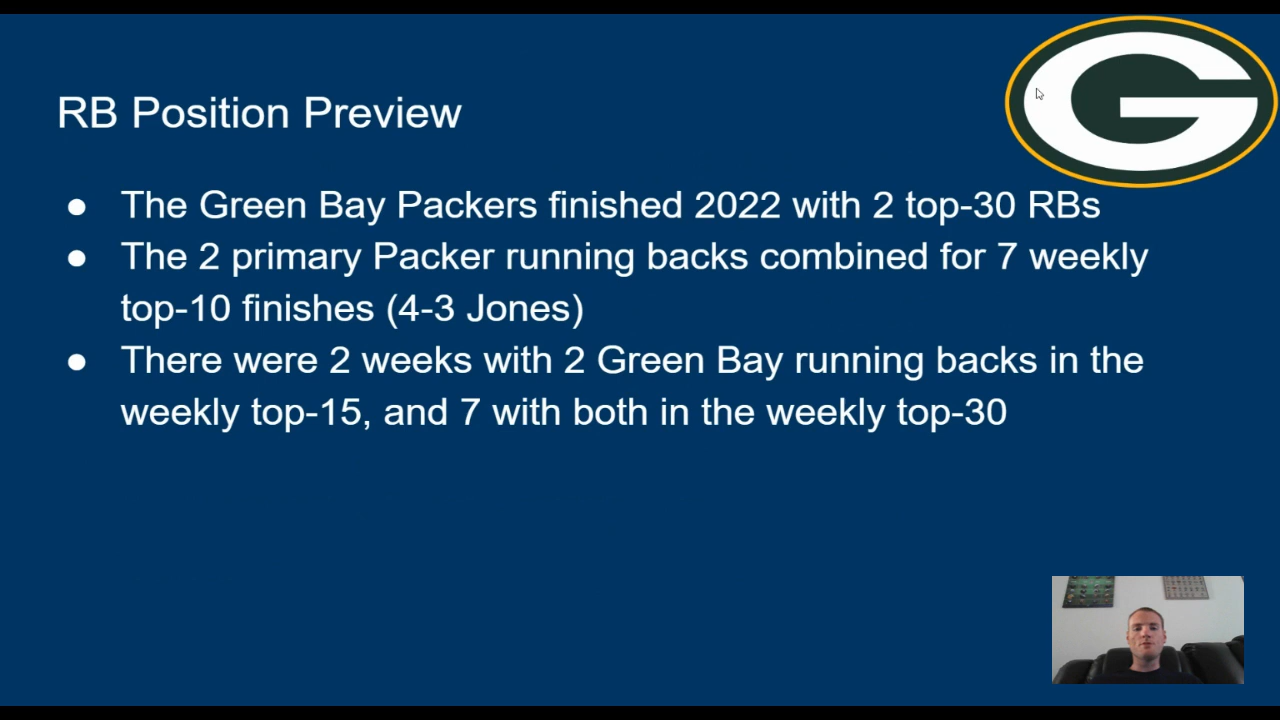 RB Position Preview
● The Green Bay Packers finished 2022 with 2 top-30 RBs
● The 2 primary Packer running backs combined for 7 weekly
top-10 finishes (4-3 Jones)
● There were 2 weeks with 2 Green Bay running backs in the
weekly top-15, and 7 with both in the weekly top-30
G